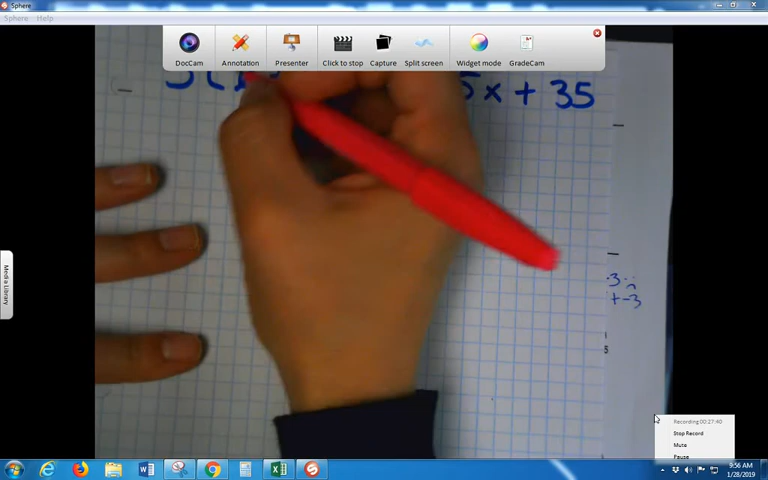 Sphere
Sphere Help
DocCam Annotation Presenter Click to stop Capture Split screen Widget mode GradeCam
5x + 35
Media Library
+ -3
Recording 00:27:40
Stop Record
Mute
Pause
9:56 AM
1/28/2019